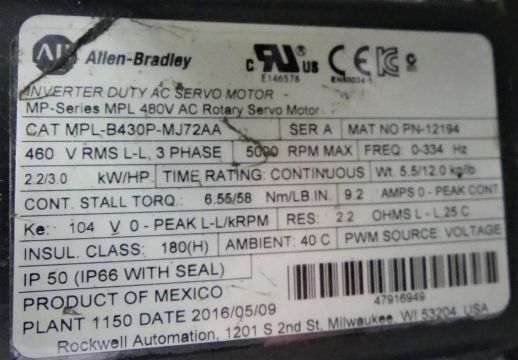 AB Allen-Bradley
c RU US
E146578
CE
EN60034-1
INVERTER DUTY AC SERVO MOTOR
MP-Series MPL 480V AC Rotary Servo Motor
CAT MPL-B430P-MJ72AA SER A MAT NO PN-12194
460 V RMS L-L, 3 PHASE 5000 RPM MAX FREQ: 0-334 Hz
2.2/3.0 kW/HP. TIME RATING: CONTINUOUS Wt. 5.5/12.0 kg/lb
CONT. STALL TORQ.: 6.55/58 Nm/LB.IN. 9.2 AMPS 0 - PEAK CONT
Ke: 104 V 0 - PEAK L-L/kRPM RES: 2.2 OHMS L - L,25 C
INSUL. CLASS: 180(H) AMBIENT: 40 C PWM SOURCE: VOLTAGE
IP 50 (IP66 WITH SEAL)
PRODUCT OF MEXICO
47916949
PLANT 1150 DATE 2016/05/09
Rockwell Automation, 1201 S 2nd St, Milwaukee, WI 53204, USA